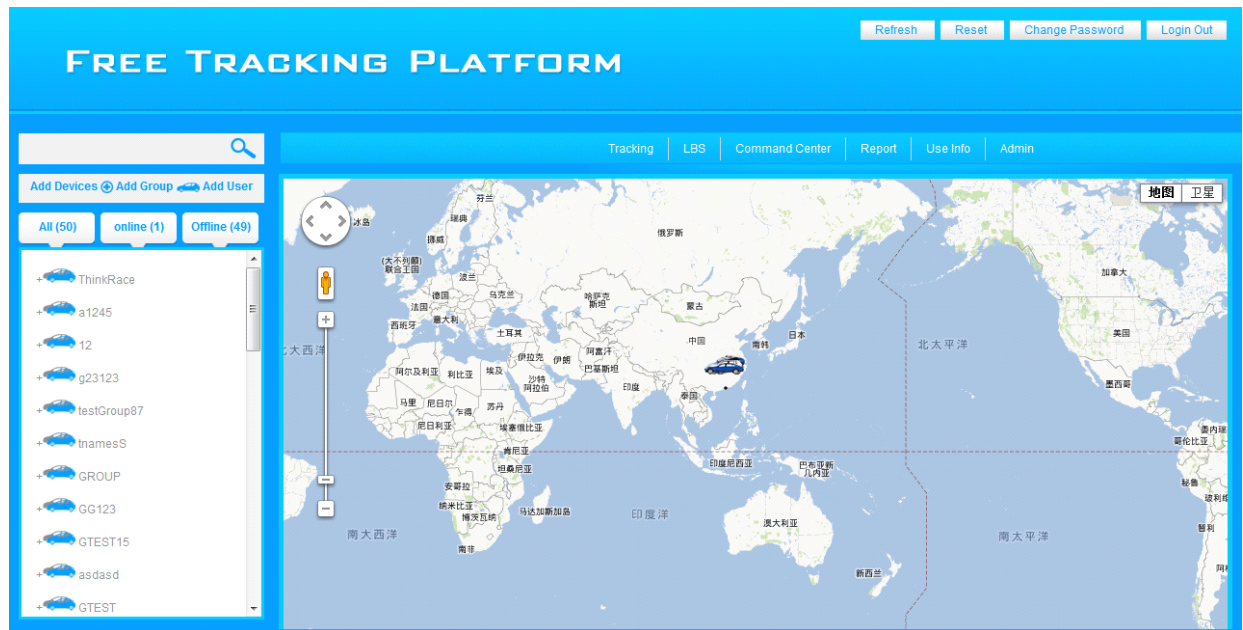 Refresh
Reset
Change Password
Login Out
FREE TRACKING PLATFORM
Tracking
LBS
Command Center
Report
Use Info
Admin
Add Devices Add Group Add User
All (50)
online (1)
Offline (49)
+ThinkRace
+a1245
+12
+g23123
+testGroup87
+tnamesS
+GROUP
+GG123
+GTEST15
+asdasd
+GTEST
地图
卫星
冰岛
芬兰
瑞典
挪威
俄罗斯
(大不列颠)
联合王国
波兰
德国
乌克兰
法国
哈萨克
斯坦
蒙古
加拿大
西班牙
意大利
土耳其
美国
北大西洋
中国
南韩
日本
北太平洋
伊拉克
伊朗
阿富汗
巴基斯坦
阿尔及利亚
利比亚
埃及
沙特
阿拉伯
印度
泰国
墨西哥
马里
尼日尔
乍得
苏丹
尼日利亚
埃塞俄比亚
委内瑞
哥伦比亚
肯尼亚
坦桑尼亚
印度尼西亚
巴布亚新
几内亚
秘鲁
玻利维
安哥拉
纳米比亚
博茨瓦纳
马达加斯加岛
印度洋
澳大利亚
智利
南大西洋
南非
南太平洋
新西兰
阿根